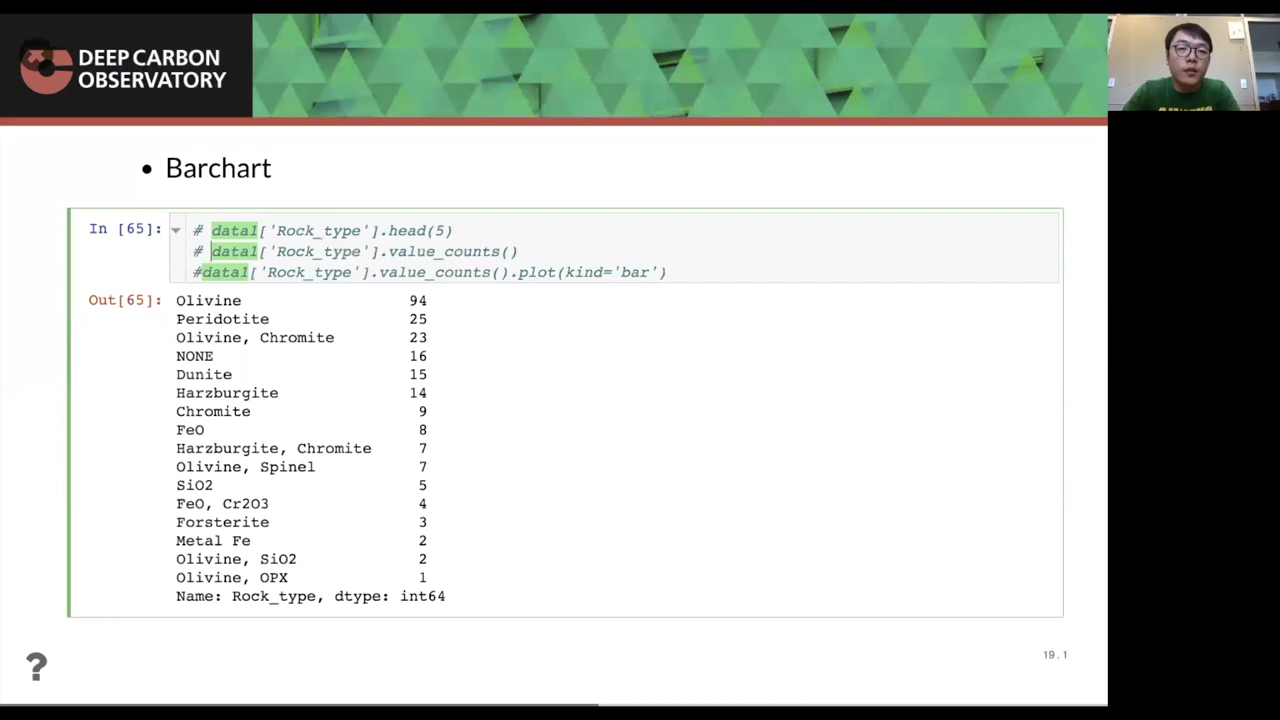 DEEP CARBON
OBSERVATORY
• Barchart
In [65]:
# data1['Rock_type'].head(5)
# data1['Rock_type'].value_counts()
#data1['Rock_type'].value_counts().plot(kind='bar')
Out[65]:
Olivine 94
Peridotite 25
Olivine, Chromite 23
NONE 16
Dunite 15
Harzburgite 14
Chromite 9
FeO 8
Harzburgite, Chromite 7
Olivine, Spinel 7
SiO2 5
FeO, Cr2O3 4
Forsterite 3
Metal Fe 2
Olivine, SiO2 2
Olivine, OPX 1
Name: Rock_type, dtype: int64
?
19.1